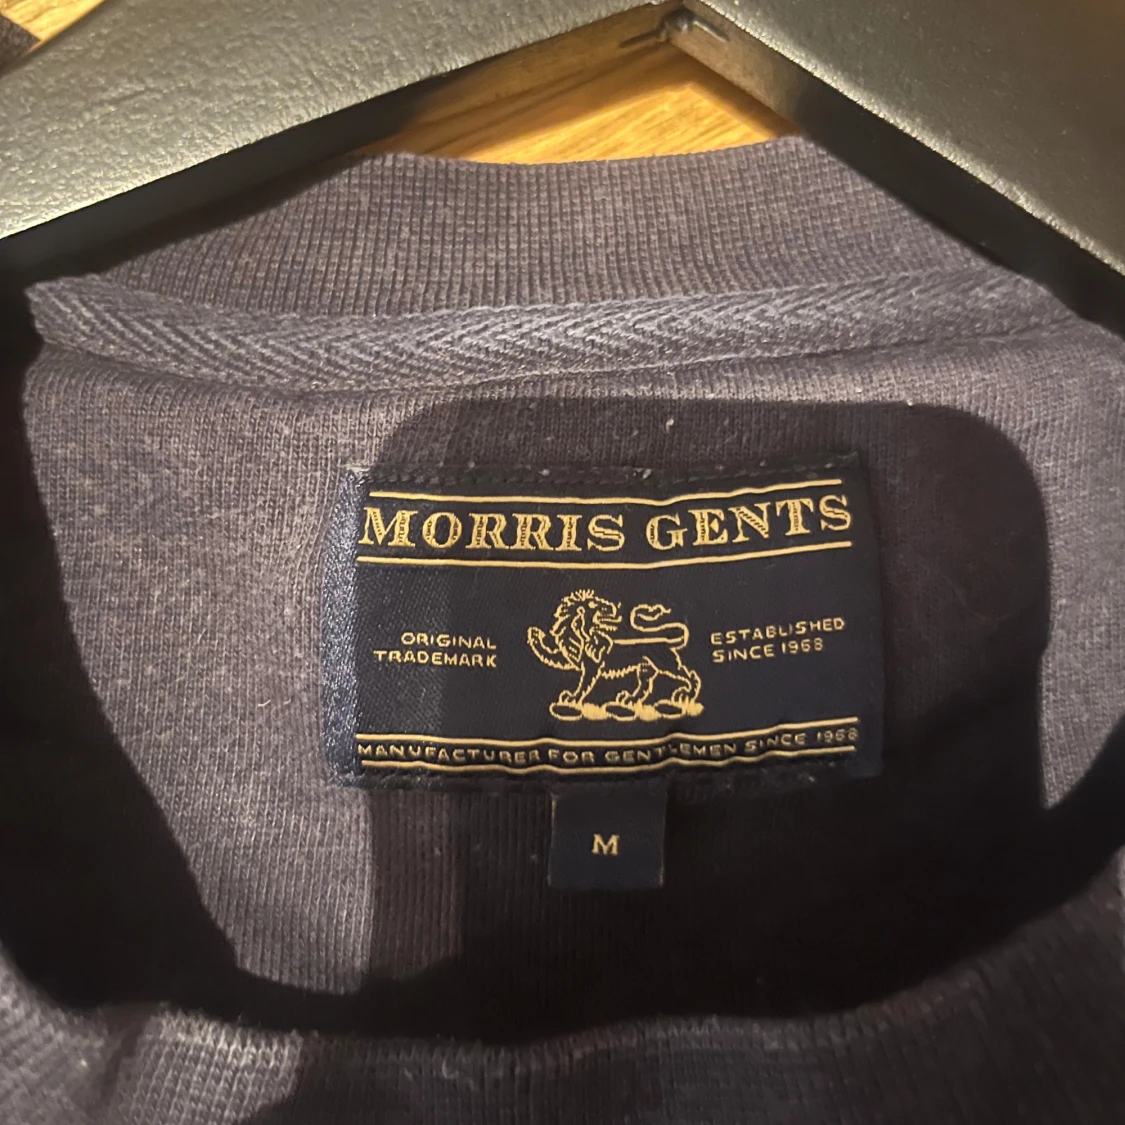 MORRIS GENTS
ORIGINAL
TRADEMARK
ESTABLISHED
SINCE 1968
MANUFACTURER FOR GENTLEMEN SINCE 1968
M